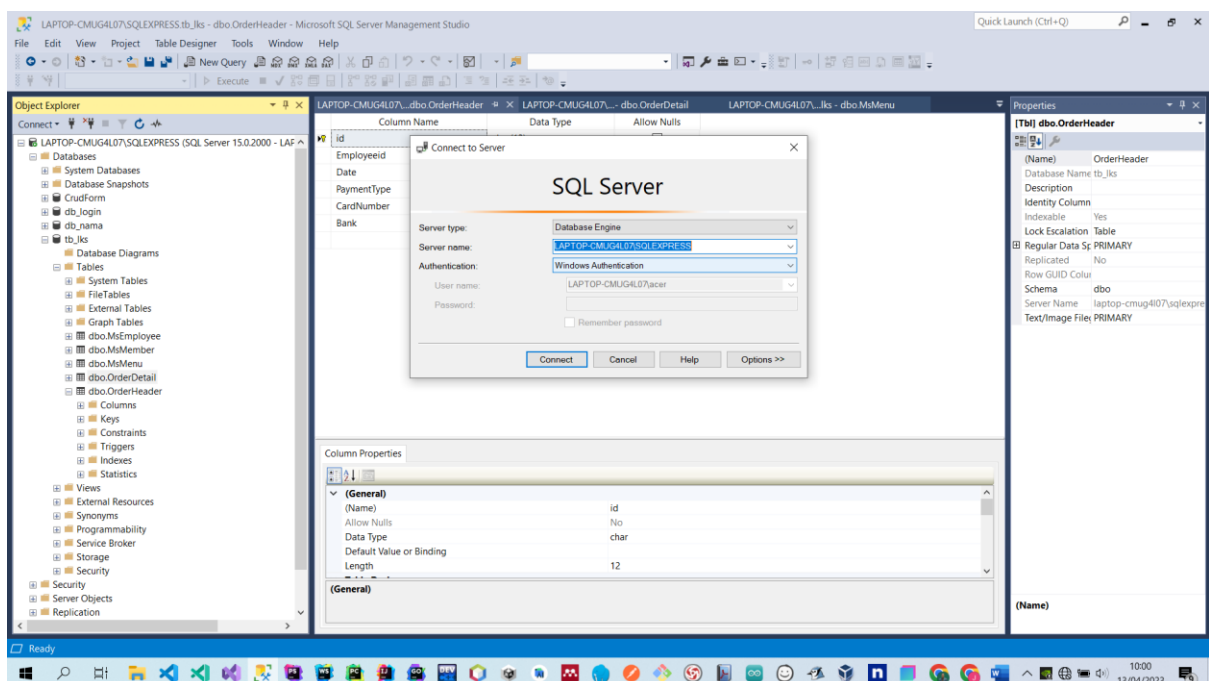 LAPTOP-CMUG4L07\SQLEXPRESS.tb_lks - dbo.OrderHeader - Microsoft SQL Server Management Studio
Quick Launch (Ctrl+Q)
File Edit View Project Table Designer Tools Window Help
New Query
Execute
Object Explorer
Connect
LAPTOP-CMUG4L07\SQLEXPRESS (SQL Server 15.0.2000 - LAP
Databases
System Databases
Database Snapshots
CrudForm
db_login
db_nama
tb_lks
Database Diagrams
Tables
System Tables
FileTables
External Tables
Graph Tables
dbo.MsEmployee
dbo.MsMember
dbo.MsMenu
dbo.OrderDetail
dbo.OrderHeader
Columns
Keys
Constraints
Triggers
Indexes
Statistics
Views
External Resources
Synonyms
Programmability
Service Broker
Storage
Security
Security
Server Objects
Replication
LAPTOP-CMUG4L07\...dbo.OrderHeader LAPTOP-CMUG4L07\...- dbo.OrderDetail LAPTOP-CMUG4L07\...lks - dbo.MsMenu
Column Name Data Type Allow Nulls
id
Employeeid
Date
PaymentType
CardNumber
Bank
Connect to Server
SQL Server
Server type: Database Engine
Server name: LAPTOP-CMUG4L07\SQLEXPRESS
Authentication: Windows Authentication
User name: LAPTOP-CMUG4L07\acer
Password:
Remember password
Connect Cancel Help Options >>
Column Properties
(General)
(Name) id
Allow Nulls No
Data Type char
Default Value or Binding
Length 12
(General)
Properties
[Tbl] dbo.OrderHeader
(Name) OrderHeader
Database Name tb_lks
Description
Identity Column
Indexable Yes
Lock Escalation Table
Regular Data Sp PRIMARY
Replicated No
Row GUID Colu
Schema dbo
Server Name laptop-cmug4l07\sqlexpre
Text/Image File PRIMARY
(Name)
Ready
10:00
13/04/2023